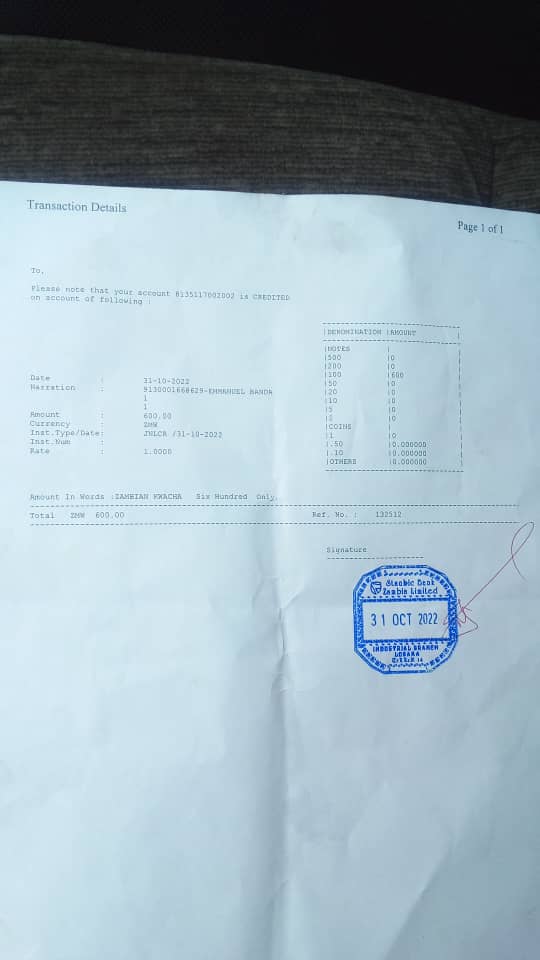 Transaction Details
Page 1 of 1
To,
Please note that your account 8135117002002 is CREDITED
on account of following :
|DENOMINATION |AMOUNT |
|NOTES |
|500 |0
|200 |0
|100 |600
|50 |0
|20 |0
|10 |0
|5 |0
|2 |0
|COINS |
|1 |0
|.50 |0.000000
|.10 |0.000000
|OTHERS |0.000000
Date : 31-10-2022
Narration : 9130001668629-EMMANUEL BANDA
1
1
Amount : 600.00
Currency : ZMW
Inst.Type/Date: JNLCR /31-10-2022
Inst.Num :
Rate : 1.0000
Amount In Words :ZAMBIAN KWACHA Six Hundred Only.
Total ZMW 600.00 Ref. No. : 132512
Signature
Zambia Limited
31 OCT 2022
INDUSTRIAL BRANCH
LUSAKA